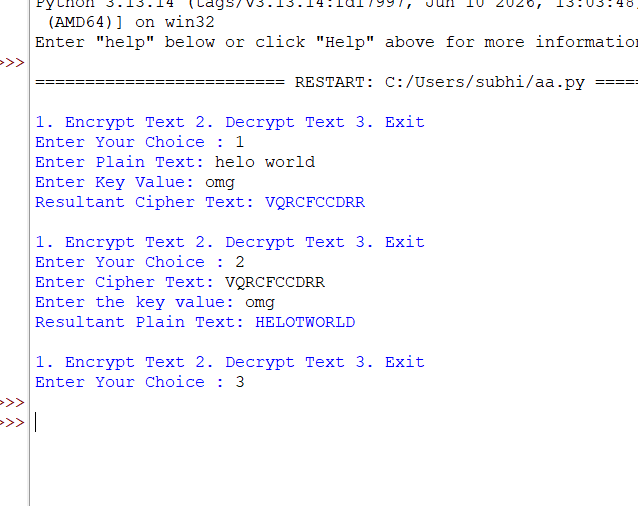 Python 3.13.14 (tags/v3.13.14:1d17997, Jun 10 2026, 13:03:48)
(AMD64)] on win32
Enter "help" below or click "Help" above for more information
>>>
========================= RESTART: C:/Users/subhi/aa.py =====
1. Encrypt Text 2. Decrypt Text 3. Exit
Enter Your Choice : 1
Enter Plain Text: helo world
Enter Key Value: omg
Resultant Cipher Text: VQRCFCCDRR
1. Encrypt Text 2. Decrypt Text 3. Exit
Enter Your Choice : 2
Enter Cipher Text: VQRCFCCDRR
Enter the key value: omg
Resultant Plain Text: HELOTWORLD
1. Encrypt Text 2. Decrypt Text 3. Exit
Enter Your Choice : 3
>>>
>>>